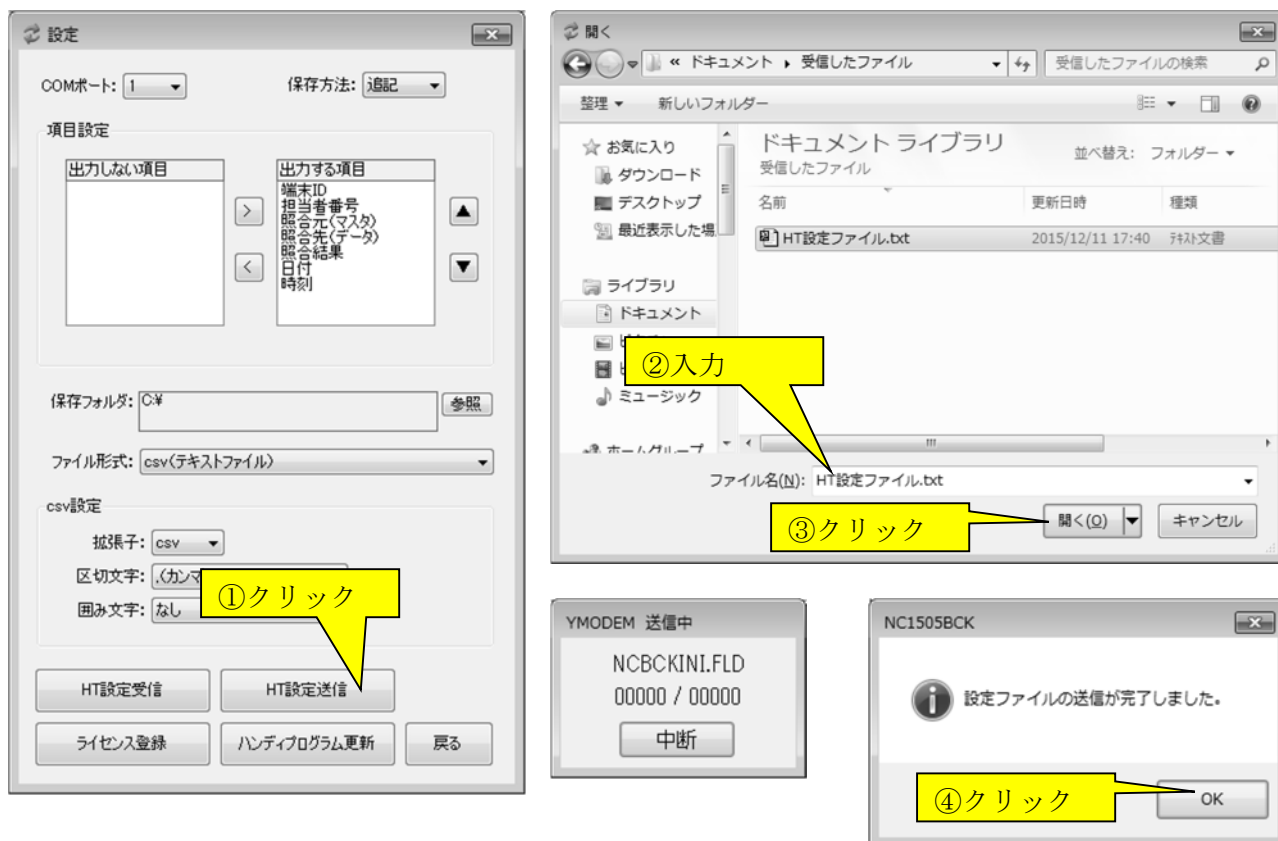 設定
COMポート: 1
保存方法: 追記
項目設定
出力しない項目
出力する項目
端末ID
担当者番号
照合元(マスタ)
照合先(データ)
照合結果
日付
時刻
>
<
▲
▼
保存フォルダ: C:¥
参照
ファイル形式: csv(テキストファイル)
csv設定
拡張子: csv
区切文字: ,(カンマ
囲み文字: なし
①クリック
HT設定受信
HT設定送信
ライセンス登録
ハンディプログラム更新
戻る
開く
« ドキュメント 受信したファイル
受信したファイルの検索
整理
新しいフォルダー
お気に入り
ダウンロード
デスクトップ
最近表示した場
ライブラリ
ドキュメント
ミュージック
ホームグループ
ドキュメント ライブラリ
受信したファイル
並べ替え: フォルダー
名前 更新日時 種類
HT設定ファイル.txt 2015/12/11 17:40 テキスト文書
②入力
ファイル名(N): HT設定ファイル.txt
③クリック
開く(O)
キャンセル
YMODEM 送信中
NCBCKINI.FLD
00000 / 00000
中断
NC1505BCK
設定ファイルの送信が完了しました。
④クリック
OK